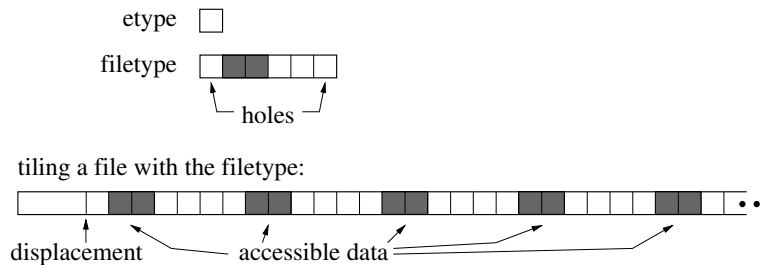 etype
filetype
holes
tiling a file with the filetype:
displacement
accessible data